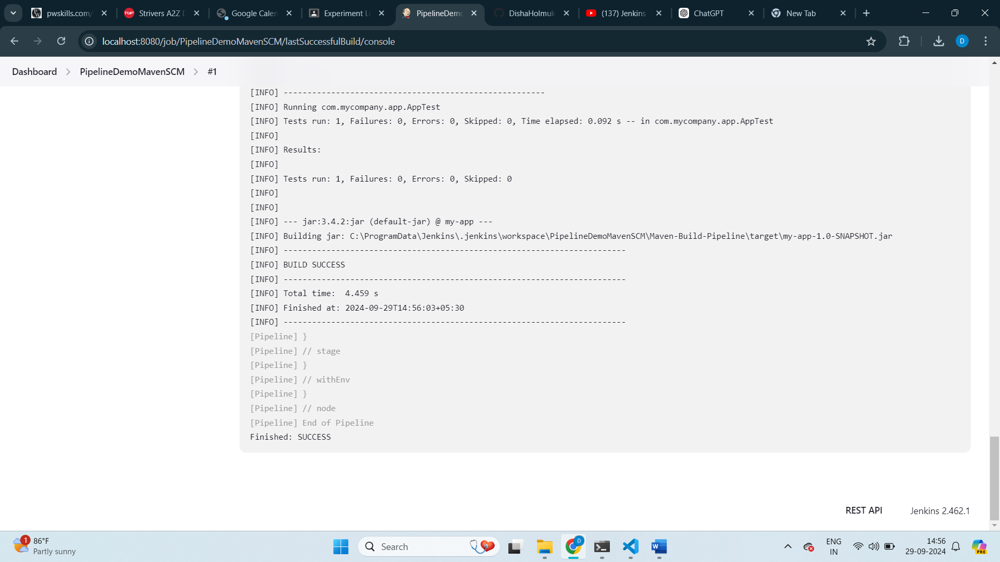 pwskills.com/
Strivers A2Z D
Google Calen
Experiment Li
PipelineDemo
DishaHolmuk
(137) Jenkins
ChatGPT
New Tab
localhost:8080/job/PipelineDemoMavenSCM/lastSuccessfulBuild/console
D
Dashboard > PipelineDemoMavenSCM > #1
[INFO] -------------------------------------------------------
[INFO] Running com.mycompany.app.AppTest
[INFO] Tests run: 1, Failures: 0, Errors: 0, Skipped: 0, Time elapsed: 0.092 s -- in com.mycompany.app.AppTest
[INFO]
[INFO] Results:
[INFO]
[INFO] Tests run: 1, Failures: 0, Errors: 0, Skipped: 0
[INFO]
[INFO]
[INFO] --- jar:3.4.2:jar (default-jar) @ my-app ---
[INFO] Building jar: C:\ProgramData\Jenkins\.jenkins\workspace\PipelineDemoMavenSCM\Maven-Build-Pipeline\target\my-app-1.0-SNAPSHOT.jar
[INFO] ------------------------------------------------------------------------
[INFO] BUILD SUCCESS
[INFO] ------------------------------------------------------------------------
[INFO] Total time:  4.459 s
[INFO] Finished at: 2024-09-29T14:56:03+05:30
[INFO] ------------------------------------------------------------------------
[Pipeline] }
[Pipeline] // stage
[Pipeline] }
[Pipeline] // withEnv
[Pipeline] }
[Pipeline] // node
[Pipeline] End of Pipeline
Finished: SUCCESS
REST API
Jenkins 2.462.1
1
86°F
Partly sunny
Search
D
ENG
IN
14:56
29-09-2024
PRE